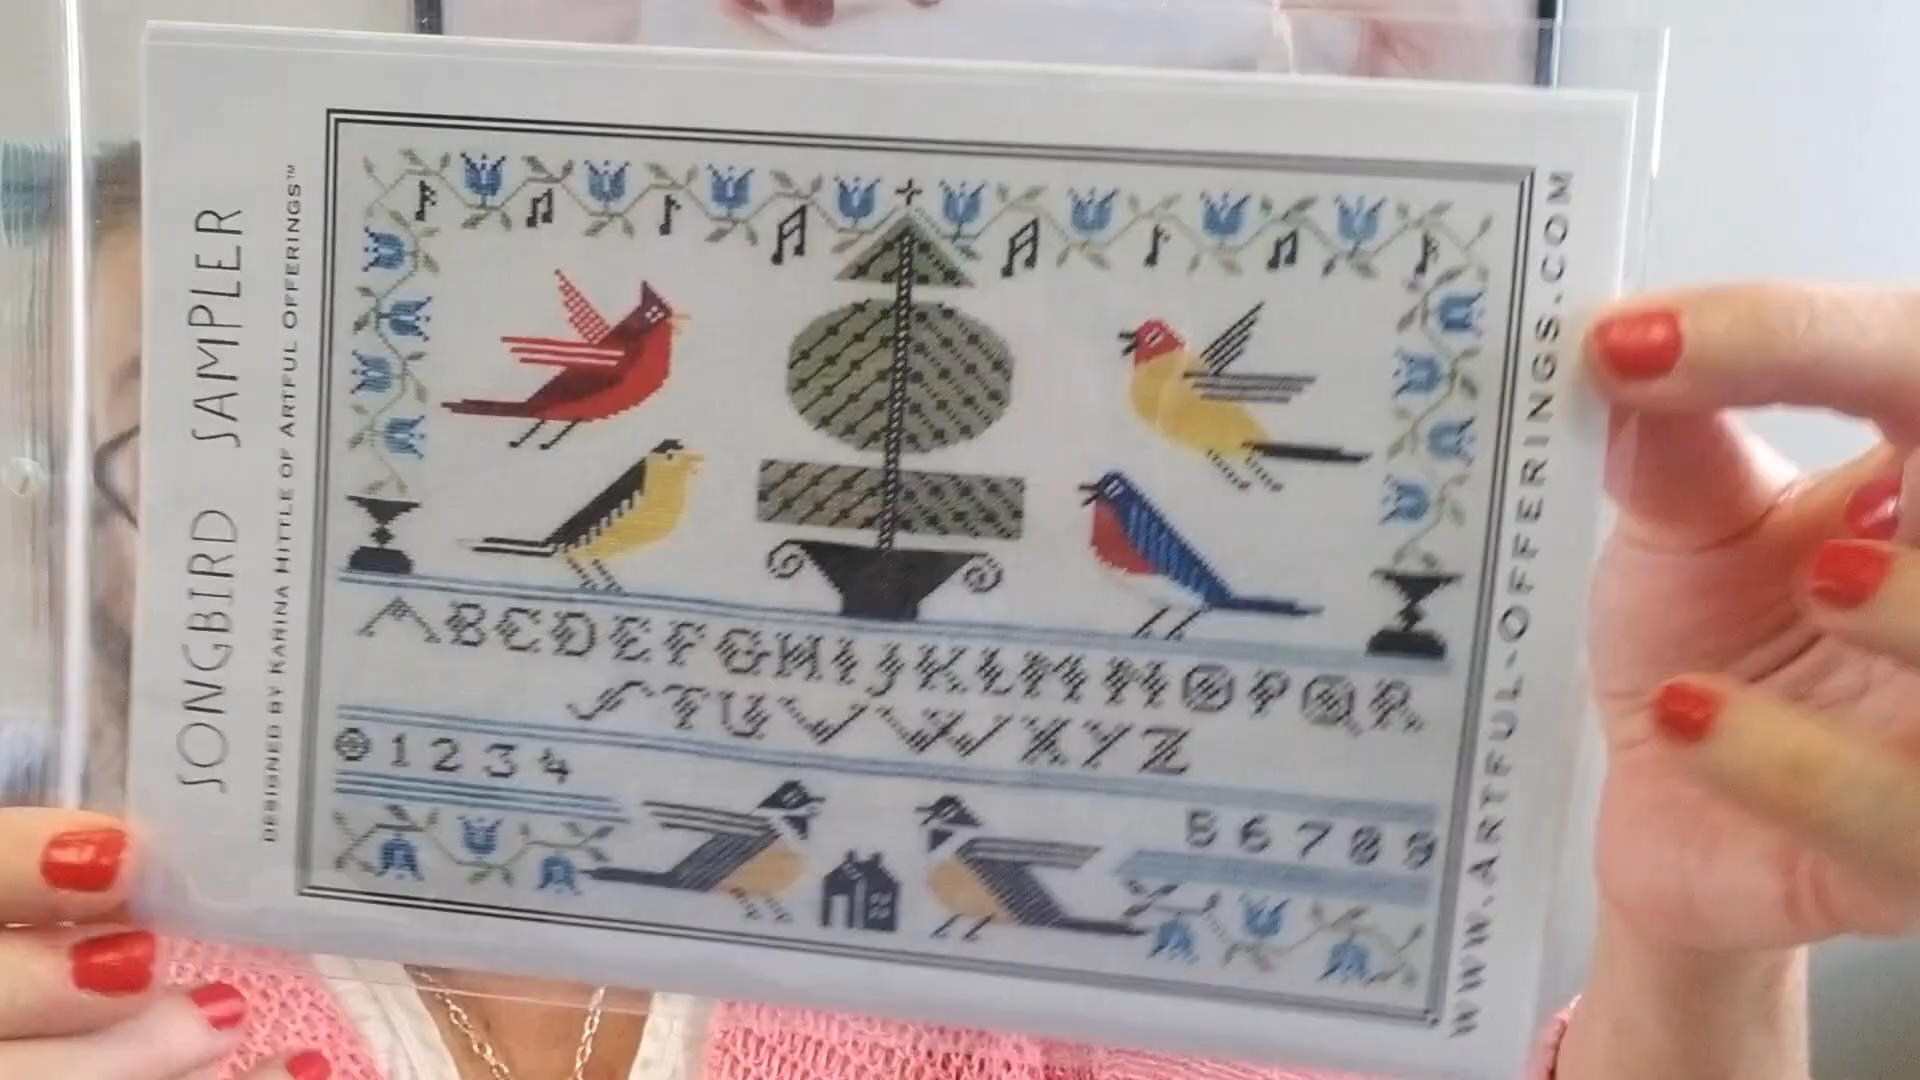 SONGBIRD SAMPLER
DESIGNED BY KARINA HITTLE OF ARTFUL OFFERINGS™
ABCDEFGHIJKLMNOPQR
STUVWXYZ
01234
56789
WWW.ARTFUL-OFFERINGS.COM